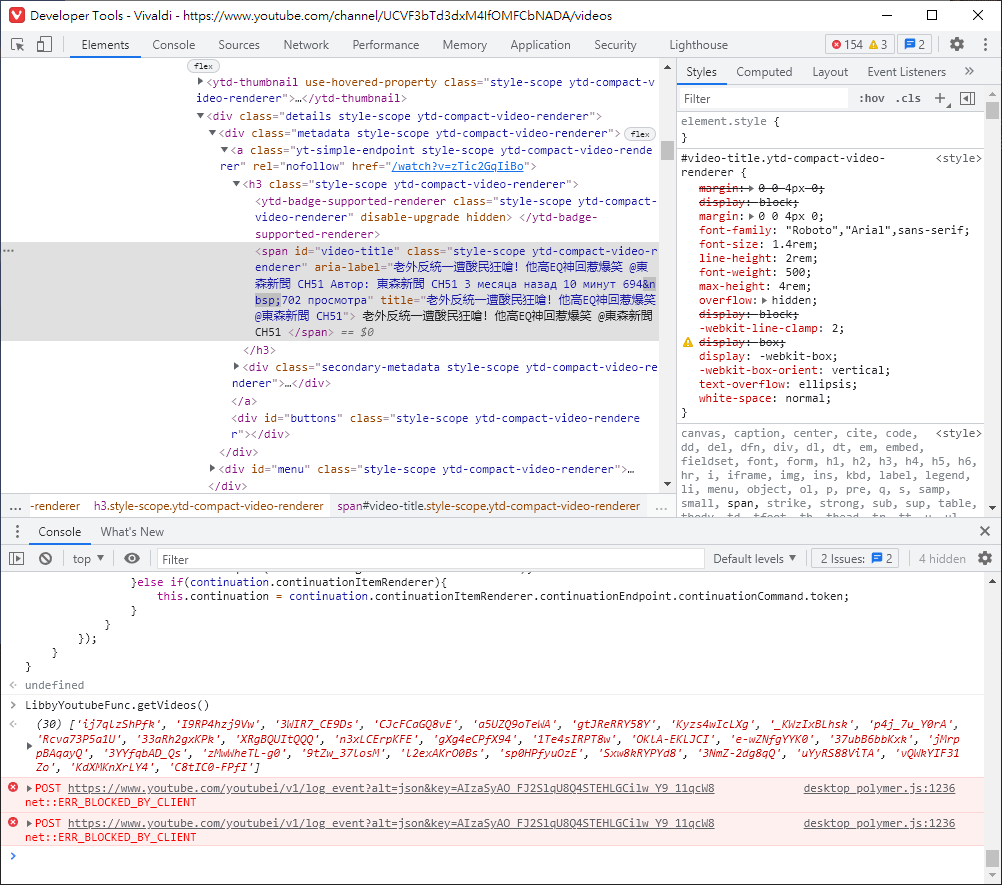 Developer Tools - Vivaldi - https://www.youtube.com/channel/UCVF3bTd3dxM4IfOMFCbNADA/videos
Elements Console Sources Network Performance Memory Application Security Lighthouse 154 3 2
flex
<ytd-thumbnail use-hovered-property class="style-scope ytd-compact-v
ideo-renderer">…</ytd-thumbnail>
<div class="details style-scope ytd-compact-video-renderer">
<div class="metadata style-scope ytd-compact-video-renderer"> flex
<a class="yt-simple-endpoint style-scope ytd-compact-video-rende
rer" rel="nofollow" href="/watch?v=zTic2GqIiBo">
<h3 class="style-scope ytd-compact-video-renderer">
<ytd-badge-supported-renderer class="style-scope ytd-compact-
video-renderer" disable-upgrade hidden> </ytd-badge-
supported-renderer>
<span id="video-title" class="style-scope ytd-compact-video-r
enderer" aria-label="老外反統一遭酸民狂嗆! 他高EQ神回惹爆笑 @東
森新聞 CH51 Автор: 東森新聞 CH51 3 месяца назад 10 минут 694&n
bsp;702 просмотра" title="老外反統一遭酸民狂嗆! 他高EQ神回惹爆笑
@東森新聞 CH51"> 老外反統一遭酸民狂嗆! 他高EQ神回惹爆笑 @東森新聞
CH51 </span> == $0
</h3>
<div class="secondary-metadata style-scope ytd-compact-video-re
nderer">…</div>
</a>
<div id="buttons" class="style-scope ytd-compact-video-rendere
r"></div>
</div>
<div id="menu" class="style-scope ytd-compact-video-renderer">…
</div>
… -renderer h3.style-scope.ytd-compact-video-renderer span#video-title.style-scope.ytd-compact-video-renderer …
Styles Computed Layout Event Listeners »
Filter :hov .cls +
element.style {
}
#video-title.ytd-compact-video- <style>
renderer {
margin: 0 0 4px 0;
display: block;
margin: 0 0 4px 0;
font-family: "Roboto","Arial",sans-serif;
font-size: 1.4rem;
line-height: 2rem;
font-weight: 500;
max-height: 4rem;
overflow: hidden;
display: block;
-webkit-line-clamp: 2;
display: box;
display: -webkit-box;
-webkit-box-orient: vertical;
text-overflow: ellipsis;
white-space: normal;
}
canvas, caption, center, cite, code, <style>
dd, del, dfn, div, dl, dt, em, embed,
fieldset, font, form, h1, h2, h3, h4, h5, h6,
hr, i, iframe, img, ins, kbd, label, legend,
li, menu, object, ol, p, pre, q, s, samp,
small, span, strike, strong, sub, sup, table,
Console What's New
top Filter Default levels 2 Issues: 2 4 hidden
}else if(continuation.continuationItemRenderer){
this.continuation = continuation.continuationItemRenderer.continuationEndpoint.continuationCommand.token;
}
}
});
}
}
undefined
LibbyYoutubeFunc.getVideos()
(30) ['ij7qlzShPfk', 'I9RP4hzj9Vw', '3WIR7_CE9Ds', 'CJcFCaGQ8vE', 'a5UZQ9oTeWA', 'gtJReRRY58Y', 'Kyzs4wIcLXg', '_KWzIxBLhsk', 'p4j_7u_Y0rA',
'Rcva73P5a1U', '33aRh2gxKPk', 'XRgBQUItQQQ', 'n3xLCErpKFE', 'gXg4eCPfX94', '1Te4sIRPT8w', 'OKlA-EKLJCI', 'e-wZNfgYYK0', '37ubB6bbKxk', 'jMrp
pBAqayQ', '3YYfqbAD_Qs', 'zMwWheTL-g0', '9tZw_37losM', 'l2exAKrO0Bs', 'sp0HPfyuOzE', 'Sxw8kRYPYd8', '3NmZ-2dg8qQ', 'uYyRS88ViTA', 'vQWkYIF31
Zo', 'KdXMKnXrLY4', 'C8tIC0-FPfI']
POST https://www.youtube.com/youtubei/v1/log_event?alt=json&key=AIzaSyAO_FJ2SlqU8Q4STEHLGCilw_Y9_11qcW8 desktop_polymer.js:1236
net::ERR_BLOCKED_BY_CLIENT
POST https://www.youtube.com/youtubei/v1/log_event?alt=json&key=AIzaSyAO_FJ2SlqU8Q4STEHLGCilw_Y9_11qcW8 desktop_polymer.js:1236
net::ERR_BLOCKED_BY_CLIENT